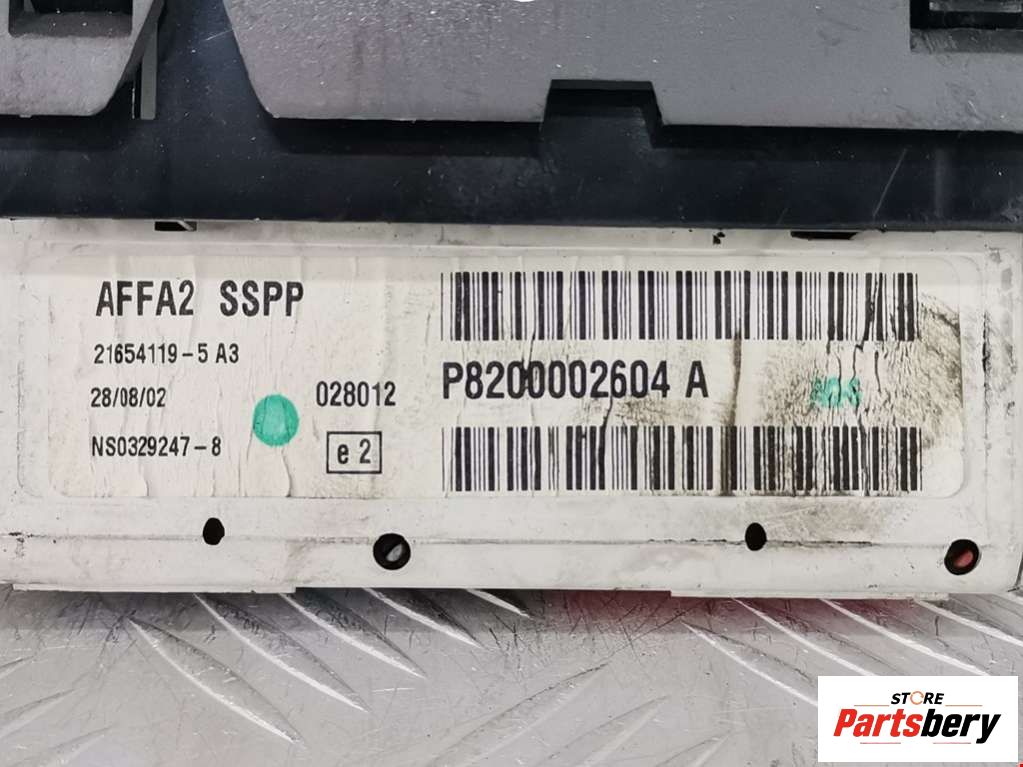 AFFA2 SSPP
21654119-5 A3
28/08/02
028012
P8200002604 A
NS0329247-8
e 2
STORE
Partsbery